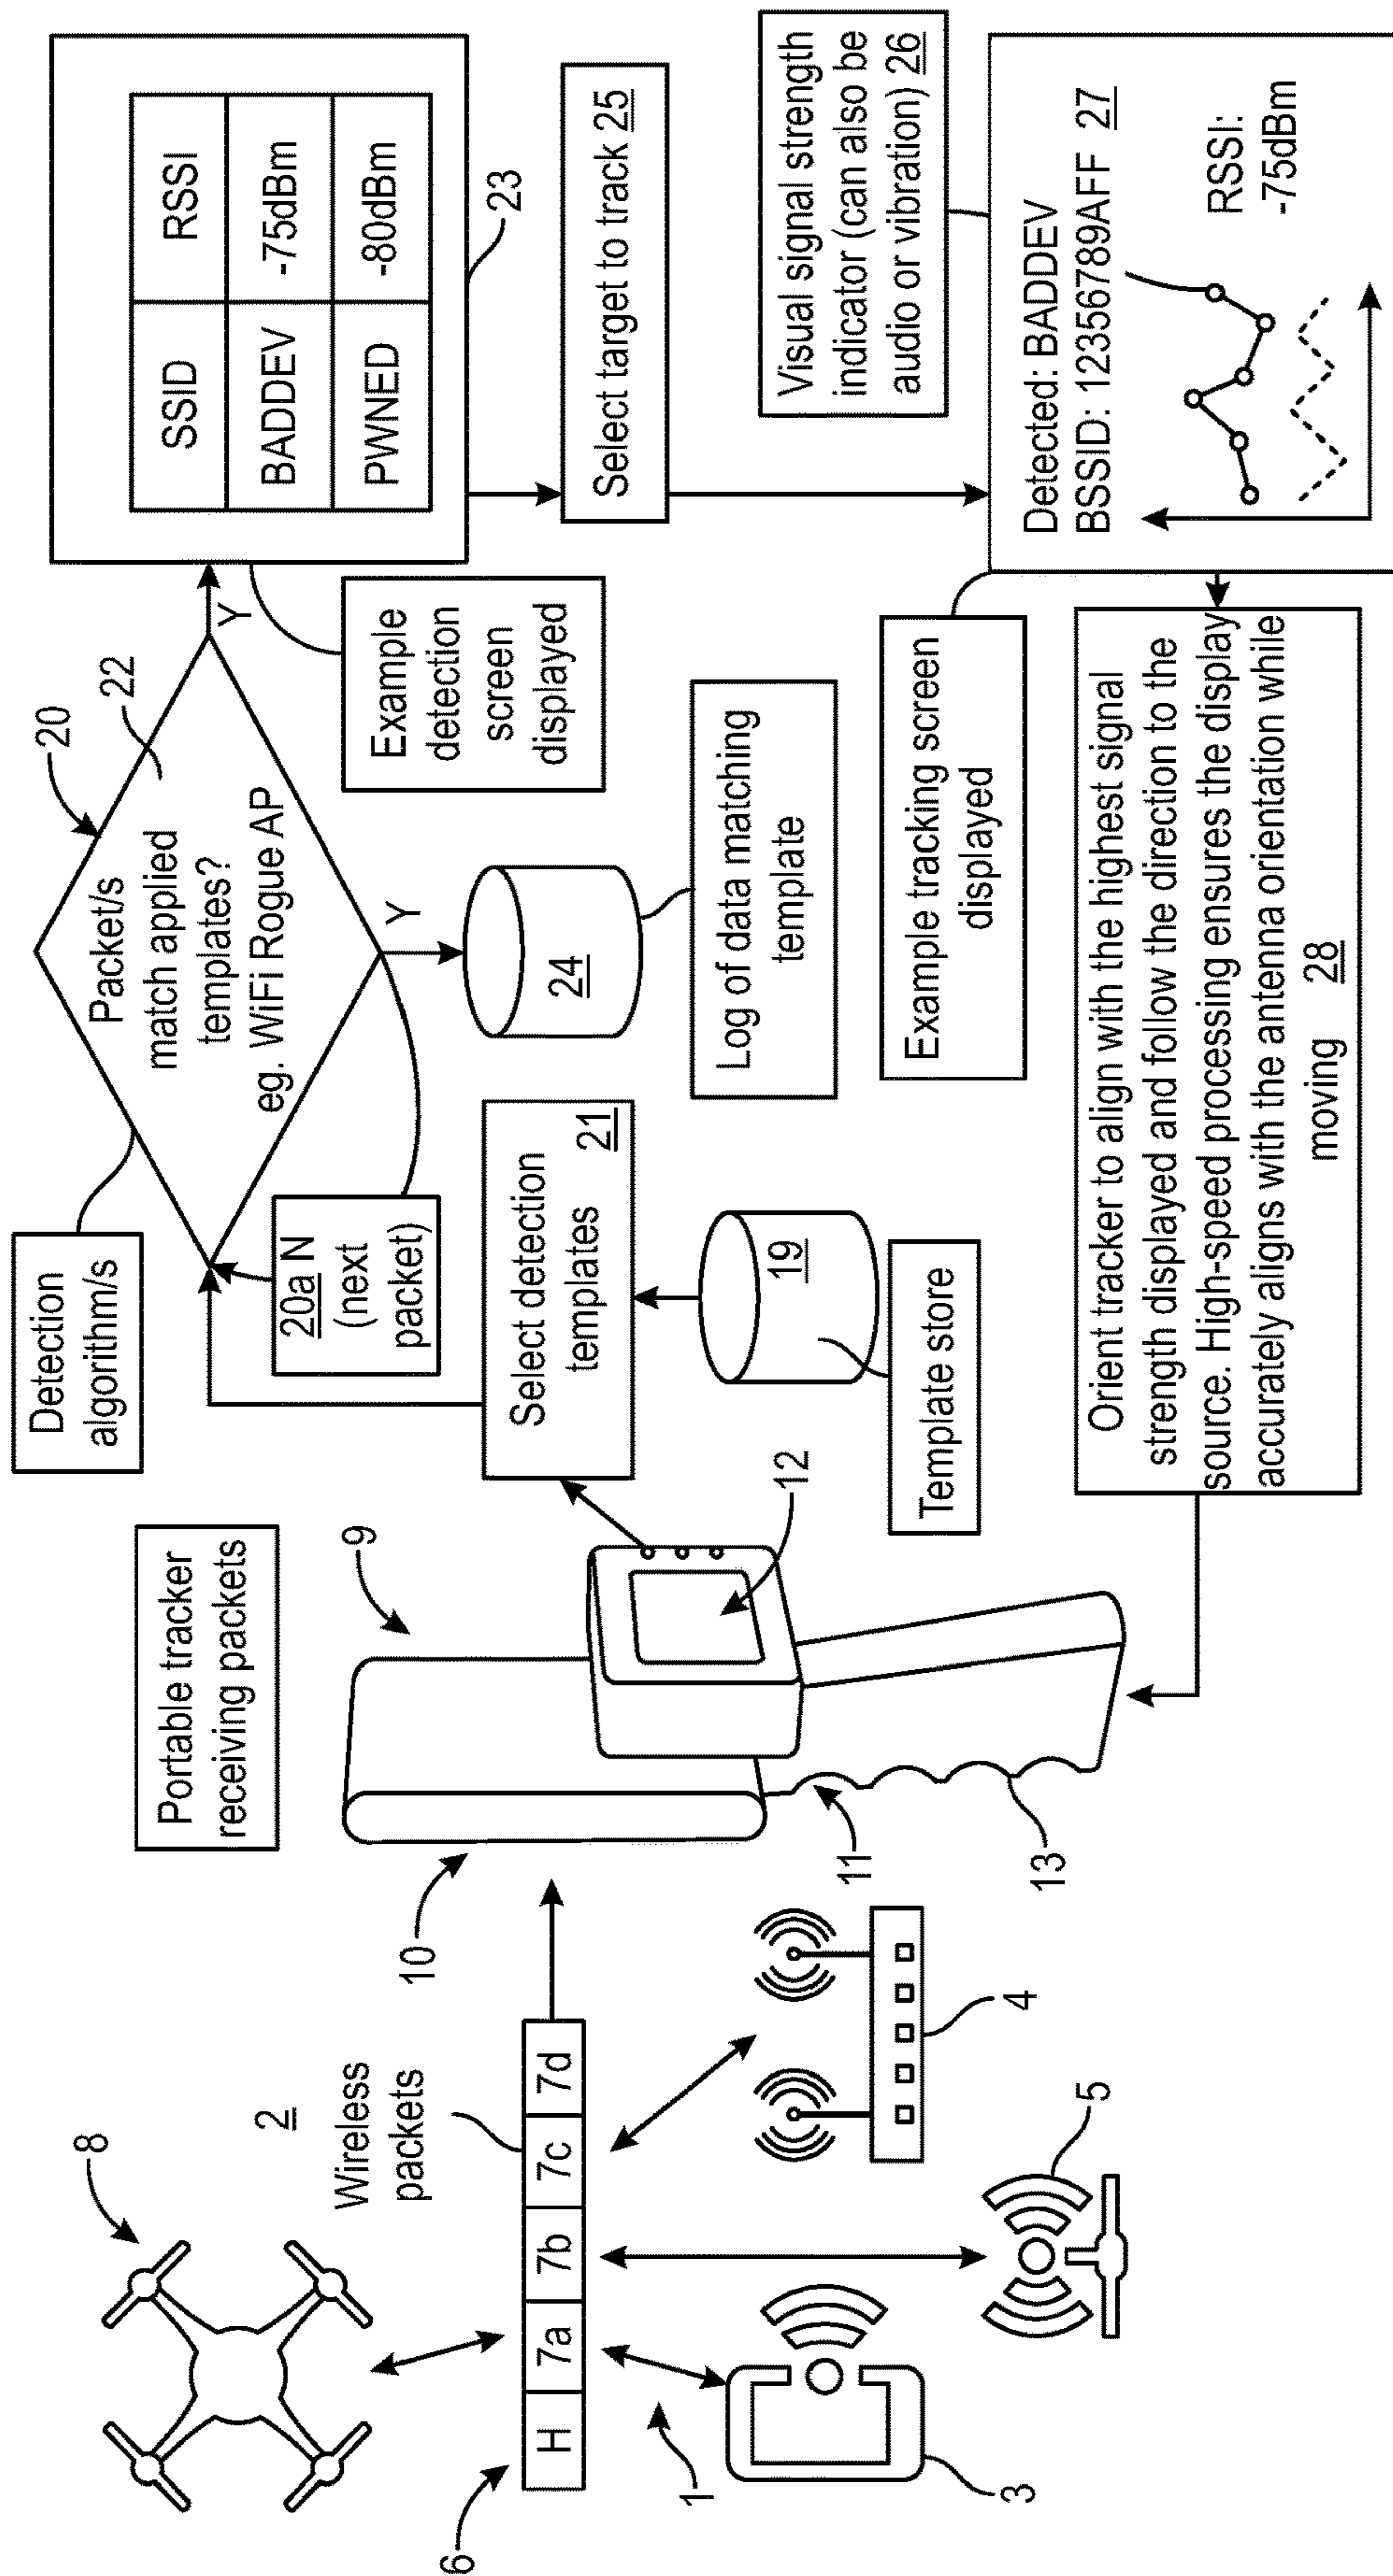 8
2
Wireless
packets
6
H
7a
7b
7c
7d
1
3
5
4
Portable tracker
receiving packets
9
10
11
12
13
Detection
algorithm/s
20
22
Packet/s
match applied
templates?
eg. WiFi Rogue AP
20a N
(next
packet)
Y
Y
Select detection
templates 21
19
Template store
24
Log of data matching
template
Example
detection
screen
displayed
SSID RSSI
BADDEV -75dBm
PWNED -80dBm
23
Select target to track 25
Visual signal strength
indicator (can also be
audio or vibration) 26
Example tracking screen
displayed
Detected: BADDEV
BSSID: 12356789AFF 27
RSSI:
-75dBm
Orient tracker to align with the highest signal
strength displayed and follow the direction to the
source. High-speed processing ensures the display
accurately aligns with the antenna orientation while
moving 28